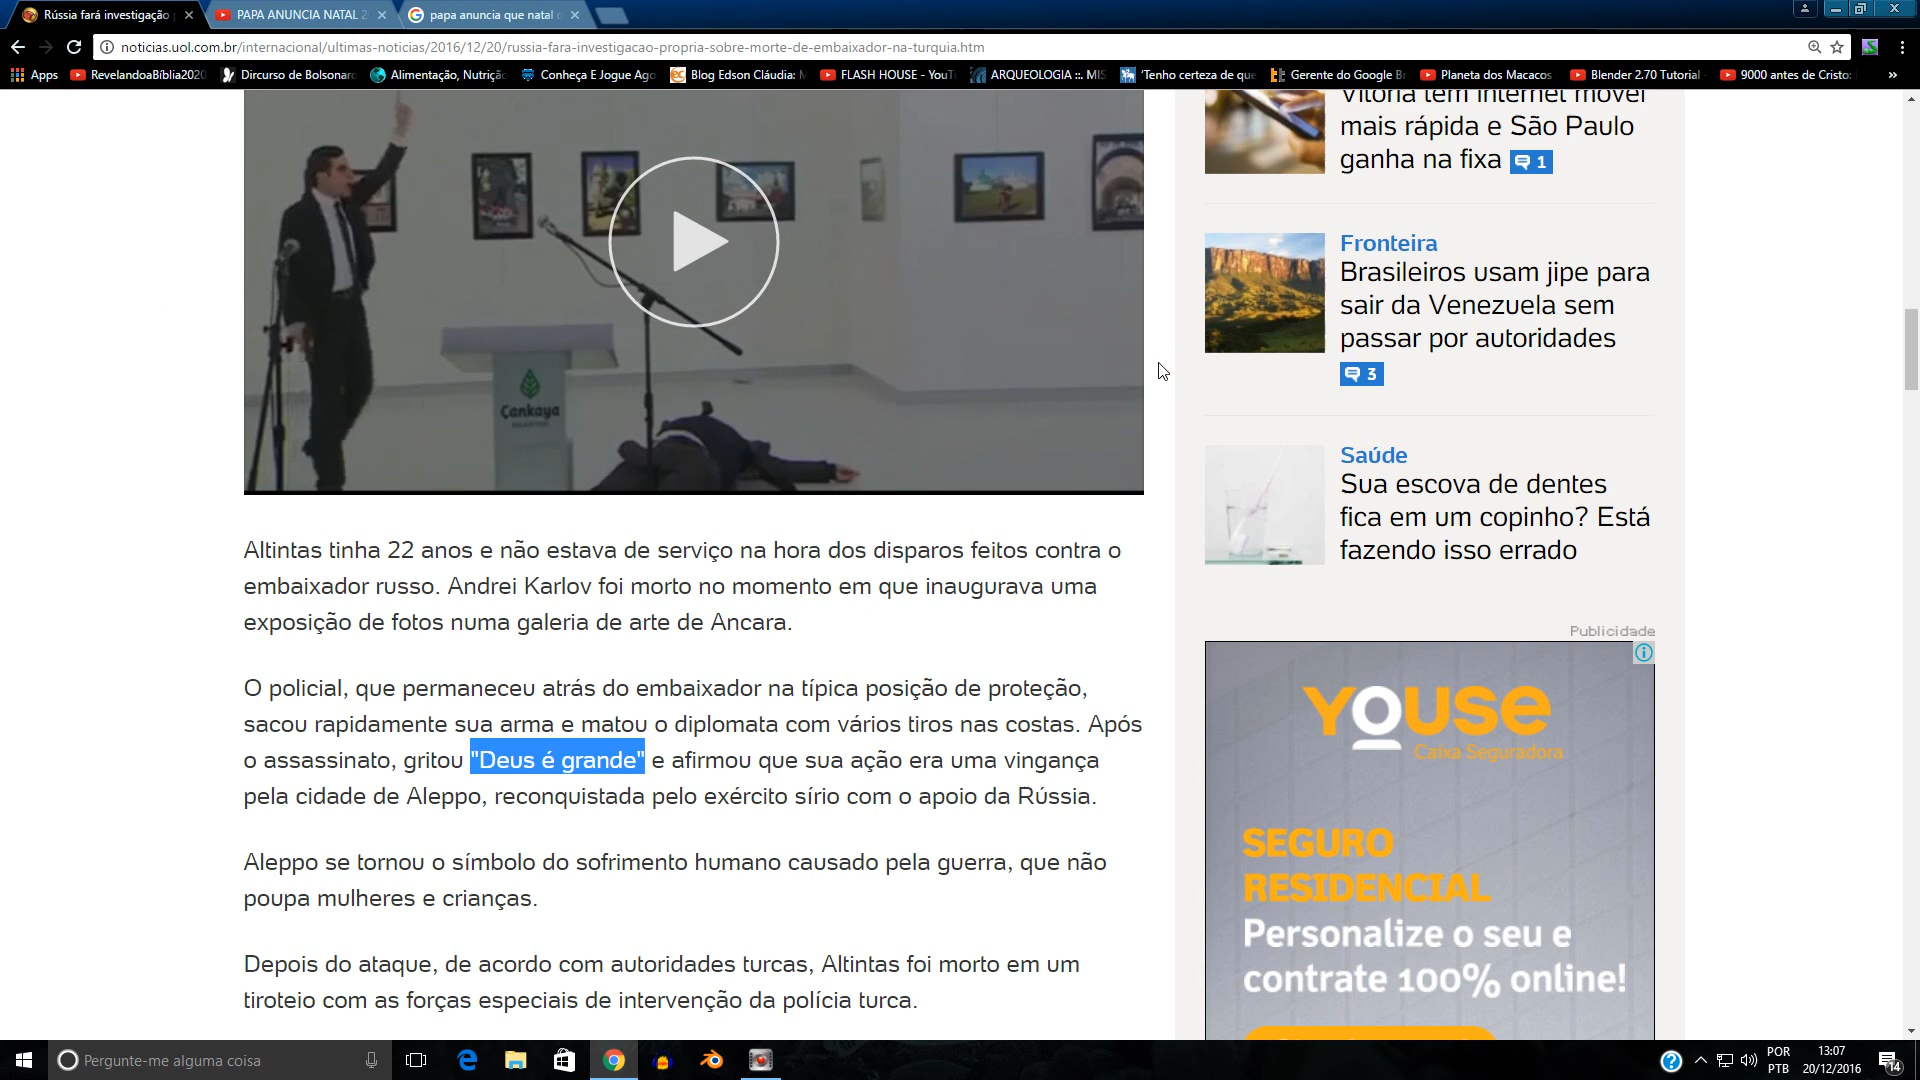 Rússia fará investigação
PAPA ANUNCIA NATAL 2
papa anuncia que natal
noticias.uol.com.br/internacional/ultimas-noticias/2016/12/20/russia-fara-investigacao-propria-sobre-morte-de-embaixador-na-turquia.htm
Apps
RevelandoaBíblia2020
Dircurso de Bolsonaro
Alimentação, Nutriçã
Conheça E Jogue Ago
Blog Edson Cláudia:
FLASH HOUSE - YouT
ARQUEOLOGIA ::. MIS
'Tenho certeza de que
Gerente do Google B
Planeta dos Macacos
Blender 2.70 Tutorial
9000 antes de Cristo:
»
Çankaya
Altintas tinha 22 anos e não estava de serviço na hora dos disparos feitos contra o
embaixador russo. Andrei Karlov foi morto no momento em que inaugurava uma
exposição de fotos numa galeria de arte de Ancara.
O policial, que permaneceu atrás do embaixador na típica posição de proteção,
sacou rapidamente sua arma e matou o diplomata com vários tiros nas costas. Após
o assassinato, gritou "Deus é grande" e afirmou que sua ação era uma vingança
pela cidade de Aleppo, reconquistada pelo exército sírio com o apoio da Rússia.
Aleppo se tornou o símbolo do sofrimento humano causado pela guerra, que não
poupa mulheres e crianças.
Depois do ataque, de acordo com autoridades turcas, Altintas foi morto em um
tiroteio com as forças especiais de intervenção da polícia turca.
Vitória tem internet móvel
mais rápida e São Paulo
ganha na fixa 1
Fronteira
Brasileiros usam jipe para
sair da Venezuela sem
passar por autoridades
3
Saúde
Sua escova de dentes
fica em um copinho? Está
fazendo isso errado
Publicidade
YOUSE
Caixa Seguradora
SEGURO
RESIDENCIAL
Personalize o seu e
contrate 100% online!
Pergunte-me alguma coisa
POR
PTB
13:07
20/12/2016
14